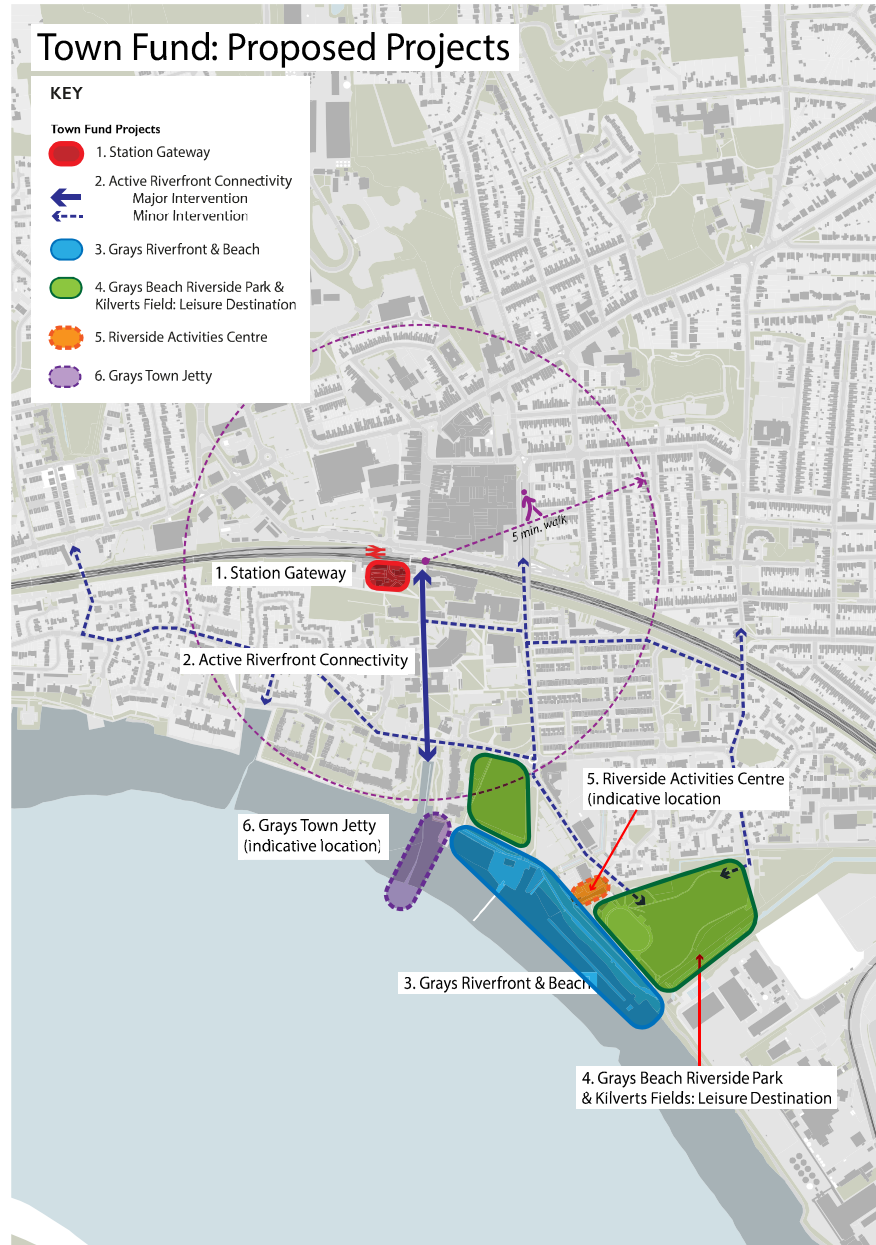 Town Fund: Proposed Projects
KEY
Town Fund Projects
1. Station Gateway
2. Active Riverfront Connectivity
Major Intervention
Minor Intervention
3. Grays Riverfront & Beach
4. Grays Beach Riverside Park &
Kilverts Field: Leisure Destination
5. Riverside Activities Centre
6. Grays Town Jetty
5 min. walk
1. Station Gateway
2. Active Riverfront Connectivity
5. Riverside Activities Centre
(indicative location
6. Grays Town Jetty
(indicative location)
3. Grays Riverfront & Beach
4. Grays Beach Riverside Park
& Kilverts Fields: Leisure Destination